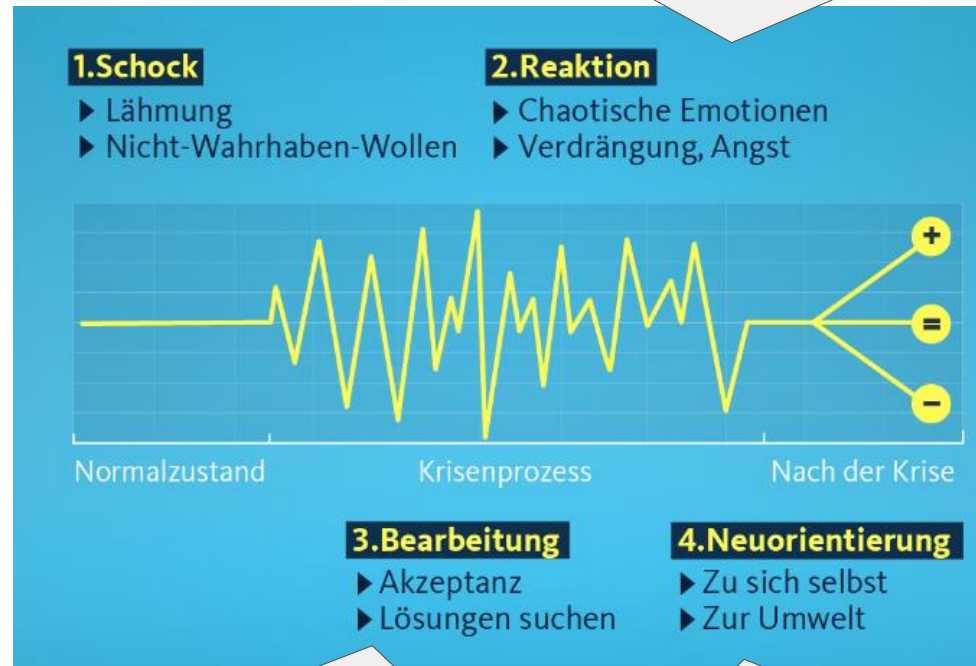 1.Schock
▶ Lähmung
▶ Nicht-Wahrhaben-Wollen
2.Reaktion
▶ Chaotische Emotionen
▶ Verdrängung, Angst
+
=
-
Normalzustand
Krisenprozess
Nach der Krise
3.Bearbeitung
▶ Akzeptanz
▶ Lösungen suchen
4.Neuorientierung
▶ Zu sich selbst
▶ Zur Umwelt